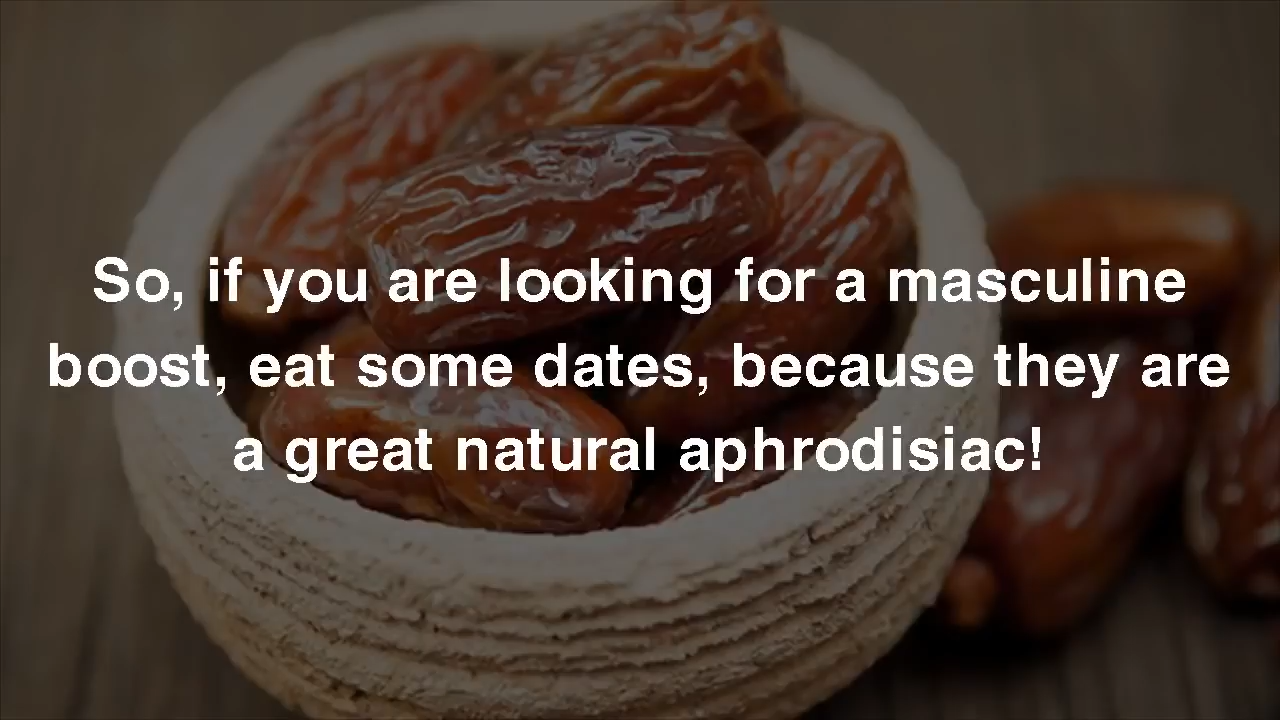 So, if you are looking for a masculine
boost, eat some dates, because they are
a great natural aphrodisiac!